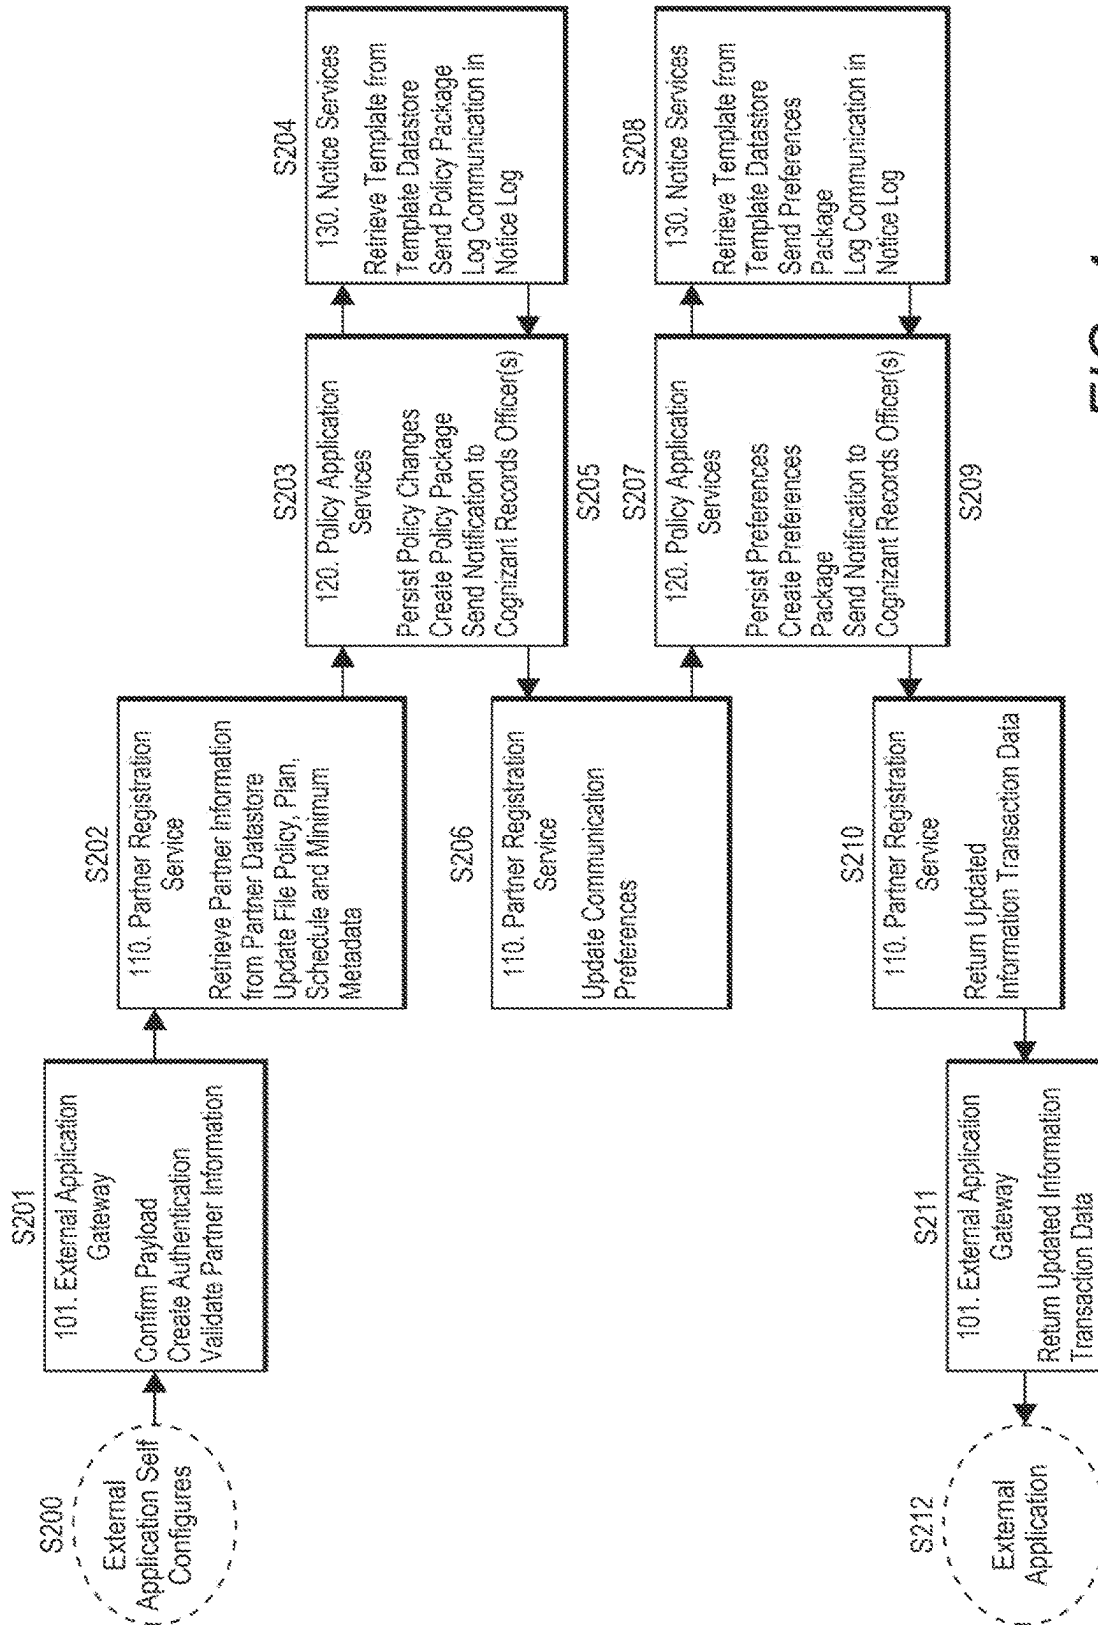 S200
External
Application Self
Configures
S201
101. External Application
Gateway
Confirm Payload
Create Authentication
Validate Partner Information
S202
110. Partner Registration
Service
Retrieve Partner Information
from Partner Datastore
Update File Policy, Plan,
Schedule and Minimum
Metadata
S203
120. Policy Application
Services
Persist Policy Changes
Create Policy Package
Send Notification to
Cognizant Records Officer(s)
S205
S204
130. Notice Services
Retrieve Template from
Template Datastore
Send Policy Package
Log Communication in
Notice Log
S206
110. Partner Registration
Service
Update Communication
Preferences
S207
120. Policy Application
Services
Persist Preferences
Create Preferences
Package
Send Notification to
Cognizant Records Officer(s)
S209
S208
130. Notice Services
Retrieve Template from
Template Datastore
Send Preferences
Package
Log Communication in
Notice Log
S210
110. Partner Registration
Service
Return Updated
Information Transaction Data
S211
101. External Application
Gateway
Return Updated Information
Transaction Data
S212
External
Application